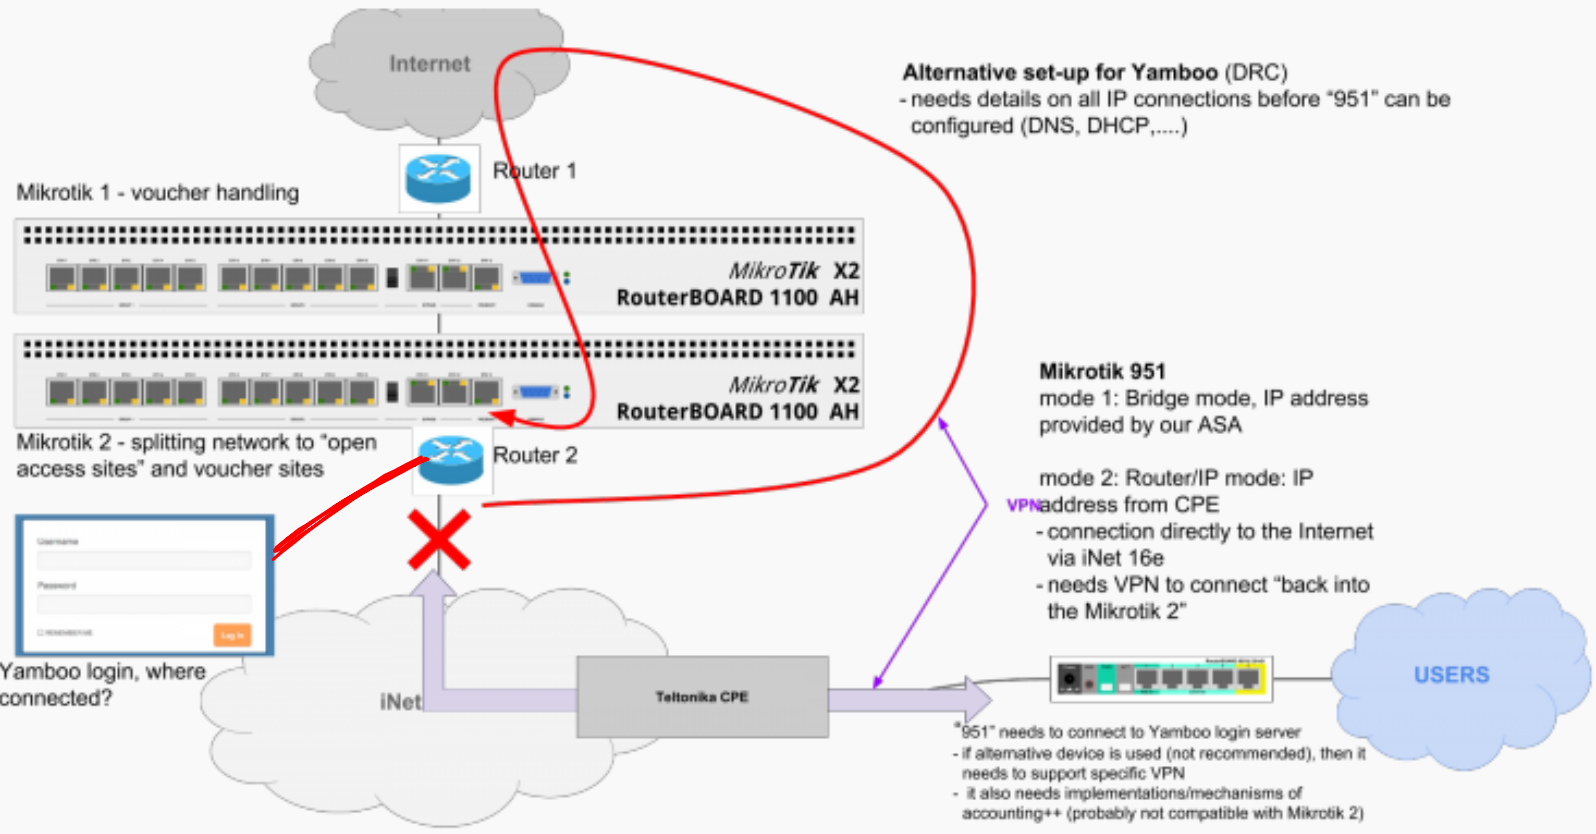 Internet
Alternative set-up for Yamboo (DRC)
- needs details on all IP connections before “951” can be
configured (DNS, DHCP,....)
Router 1
Mikrotik 1 - voucher handling
MikroTik X2
RouterBOARD 1100 AH
MikroTik X2
RouterBOARD 1100 AH
Mikrotik 2 - splitting network to “open
access sites” and voucher sites
Router 2
Mikrotik 951
mode 1: Bridge mode, IP address
provided by our ASA
mode 2: Router/IP mode: IP
address from CPE
- connection directly to the Internet
via iNet 16e
- needs VPN to connect “back into
the Mikrotik 2”
VPN
Username
Password
REMEMBER ME
Log In
Yamboo login, where
connected?
iNet
Teltonika CPE
USERS
"951" needs to connect to Yamboo login server
- if alternative device is used (not recommended), then it
needs to support specific VPN
- it also needs implementations/mechanisms of
accounting++ (probably not compatible with Mikrotik 2)